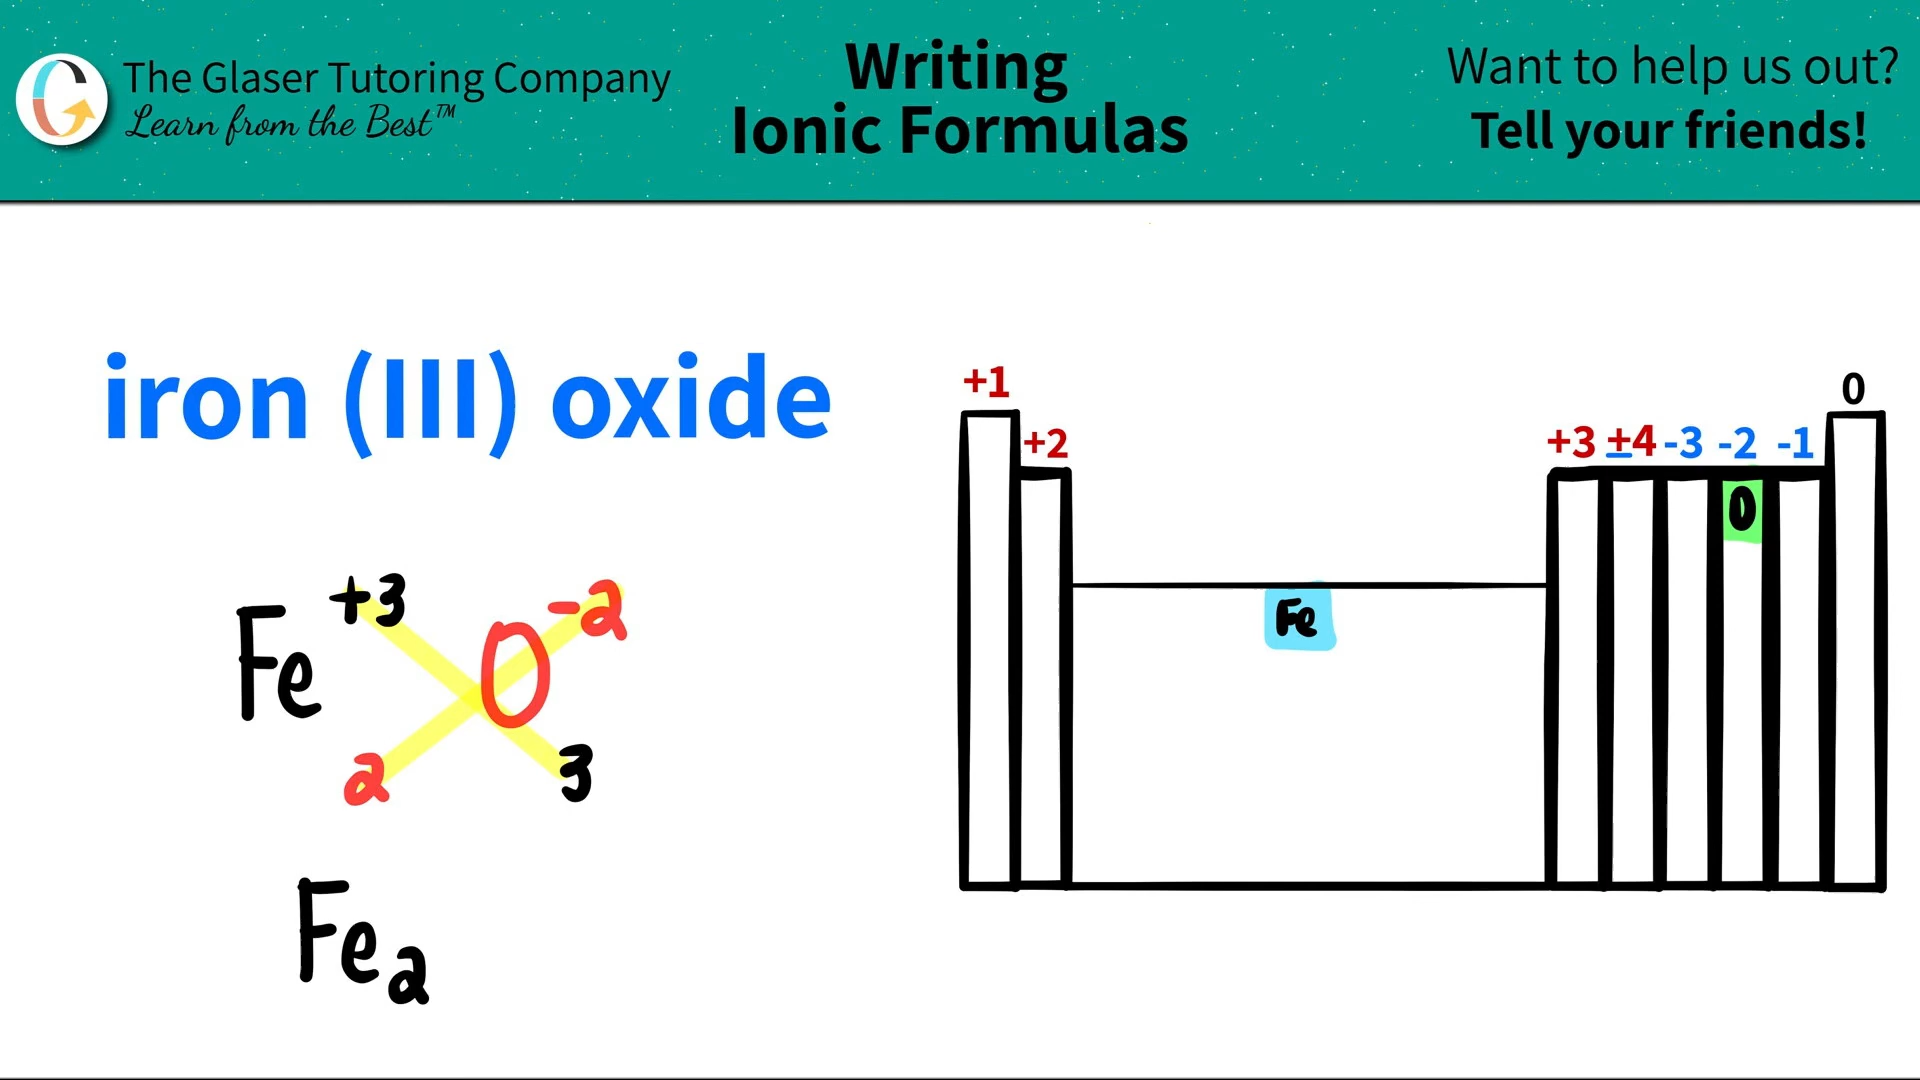 The Glaser Tutoring Company
Learn from the Best™
Writing
Ionic Formulas
Want to help us out?
Tell your friends!
iron (III) oxide
Fe +3 O -2
2 3
Fe2
+1 0
+2 +3 ±4 -3 -2 -1
O
Fe